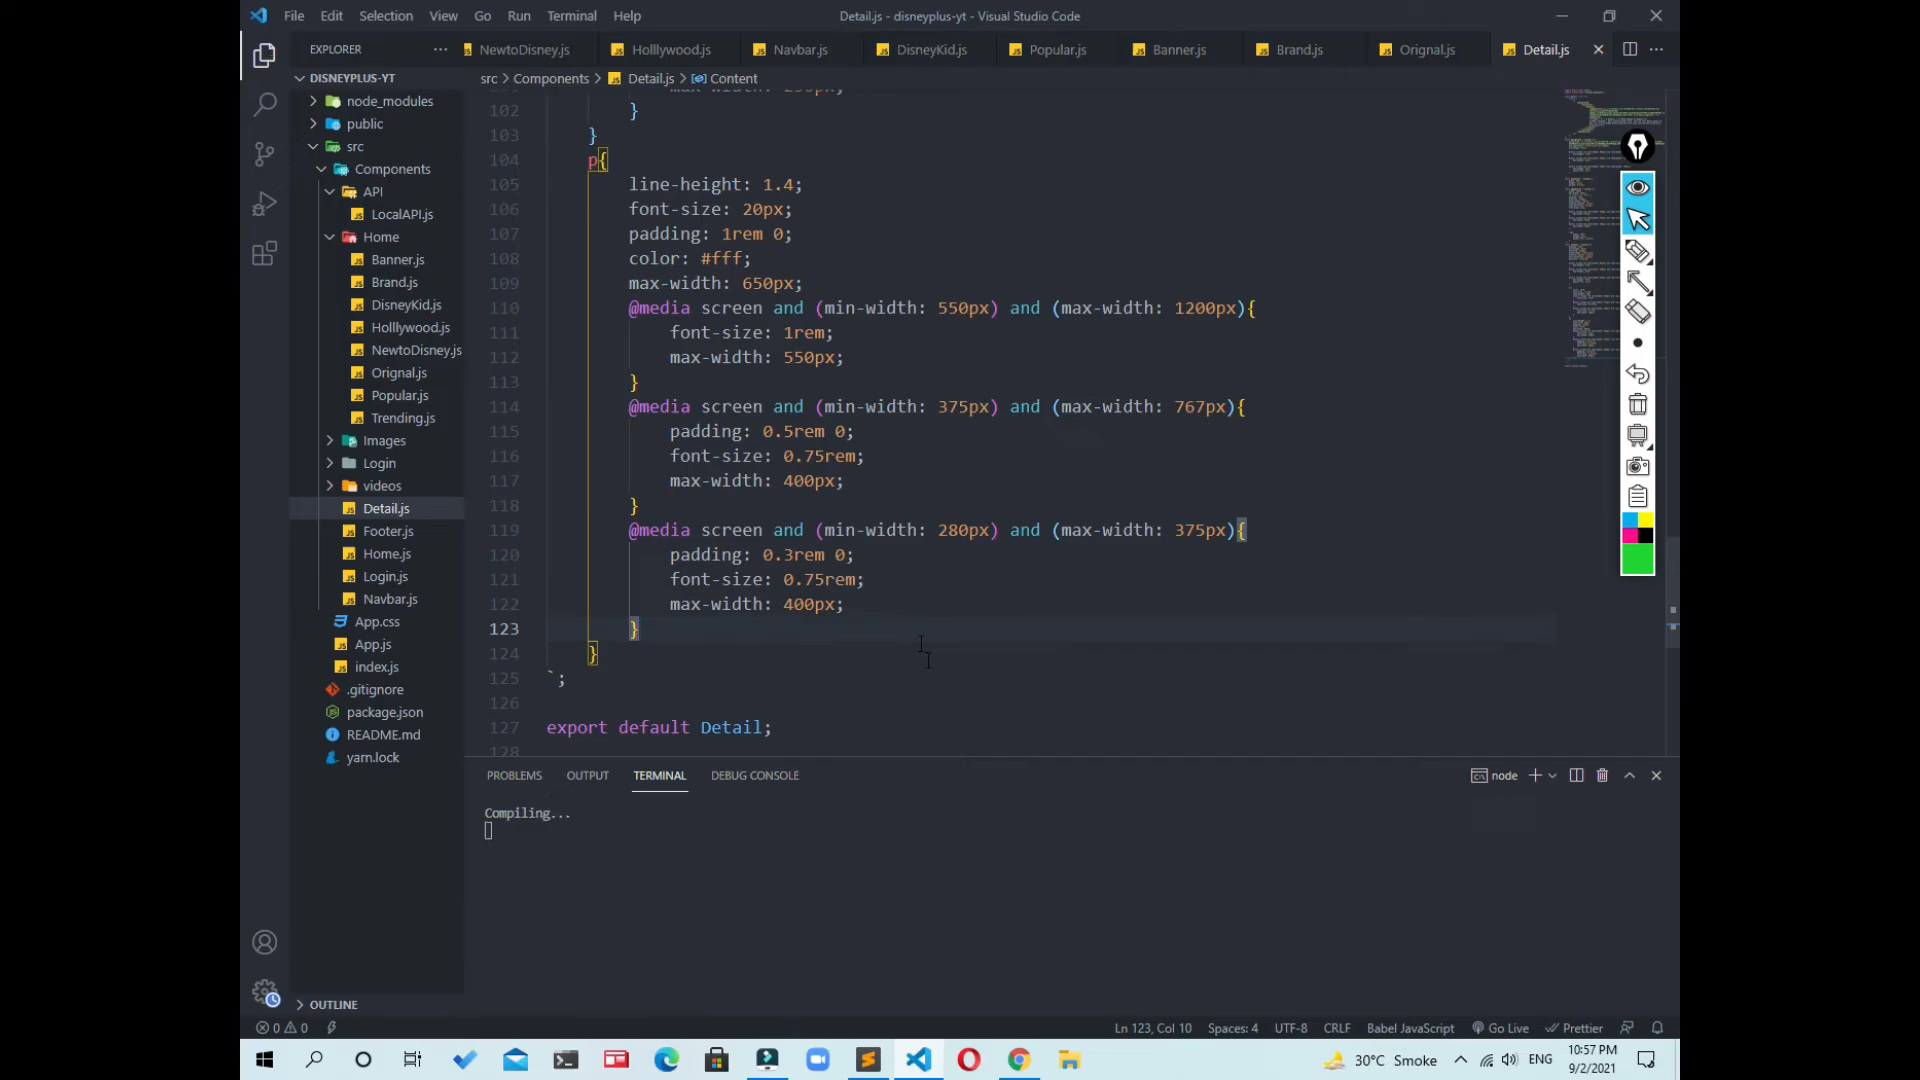 File Edit Selection View Go Run Terminal Help
Detail.js - disneyplus-yt - Visual Studio Code
EXPLORER
NewtoDisney.js Holllywood.js Navbar.js DisneyKid.js Popular.js Banner.js Brand.js Orignal.js Detail.js
src > Components > Detail.js > Content
DISNEYPLUS-YT
node_modules
public
src
Components
API
LocalAPI.js
Home
Banner.js
Brand.js
DisneyKid.js
Holllywood.js
NewtoDisney.js
Orignal.js
Popular.js
Trending.js
Images
Login
videos
Detail.js
Footer.js
Home.js
Login.js
Navbar.js
App.css
App.js
index.js
.gitignore
package.json
README.md
yarn.lock
OUTLINE
102 }
103 }
104 p{
105 line-height: 1.4;
106 font-size: 20px;
107 padding: 1rem 0;
108 color: #fff;
109 max-width: 650px;
110 @media screen and (min-width: 550px) and (max-width: 1200px){
111 font-size: 1rem;
112 max-width: 550px;
113 }
114 @media screen and (min-width: 375px) and (max-width: 767px){
115 padding: 0.5rem 0;
116 font-size: 0.75rem;
117 max-width: 400px;
118 }
119 @media screen and (min-width: 280px) and (max-width: 375px){
120 padding: 0.3rem 0;
121 font-size: 0.75rem;
122 max-width: 400px;
123 }
124 }
125 `;
126
127 export default Detail;
128
PROBLEMS OUTPUT TERMINAL DEBUG CONSOLE
node
Compiling...
0 0
Ln 123, Col 10 Spaces: 4 UTF-8 CRLF Babel JavaScript Go Live Prettier
30°C Smoke ENG
10:57 PM
9/2/2021